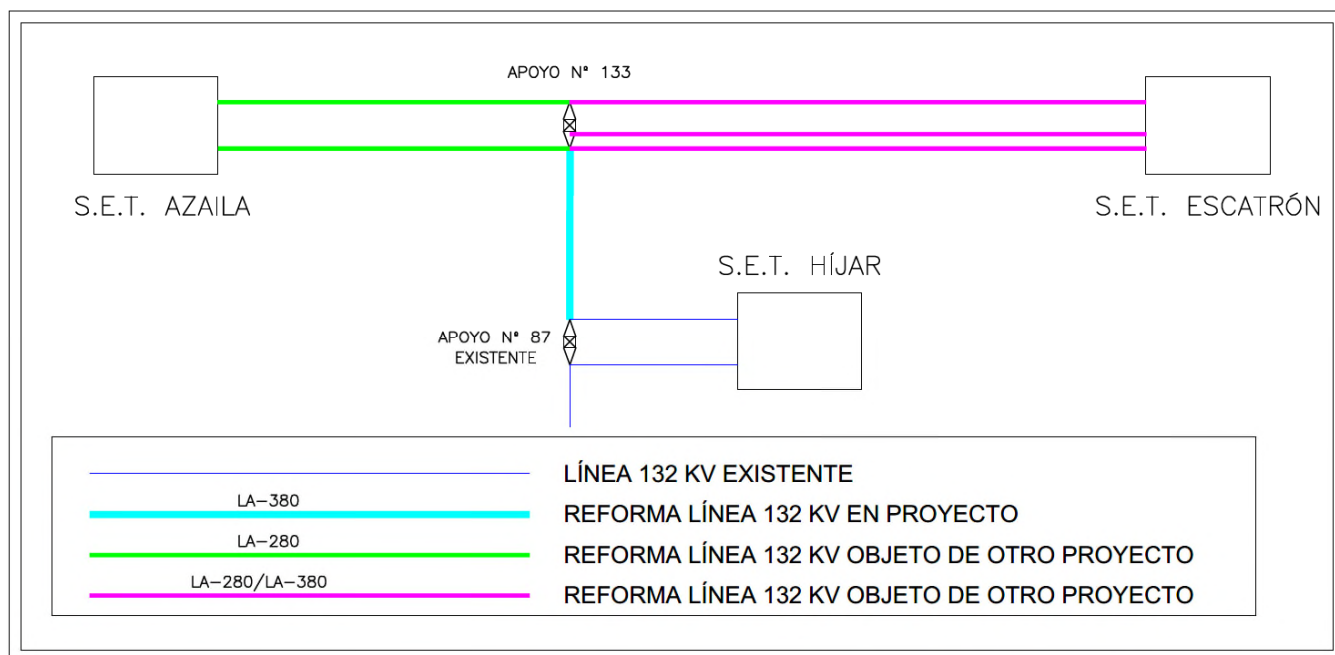 APOYO Nº 133
S.E.T. AZAILA
S.E.T. ESCATRÓN
S.E.T. HÍJAR
APOYO Nº 87
EXISTENTE
LÍNEA 132 KV EXISTENTE
LA-380
REFORMA LÍNEA 132 KV EN PROYECTO
LA-280
REFORMA LÍNEA 132 KV OBJETO DE OTRO PROYECTO
LA-280/LA-380
REFORMA LÍNEA 132 KV OBJETO DE OTRO PROYECTO